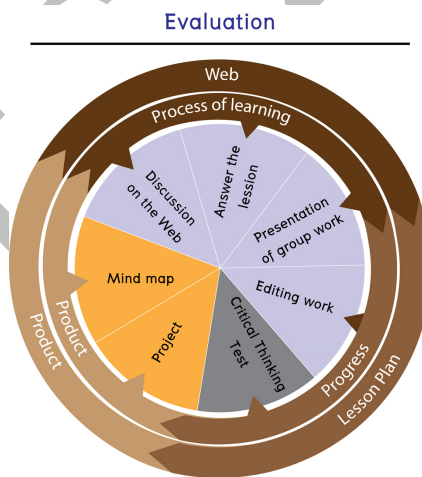 Evaluation
Web
Process of learning
Answer the
lession
Discussion
on the Web
Presentation
of group work
Editing work
Mind map
Project
Critical Thinking
Test
Product
Product
Progress
Lesson Plan